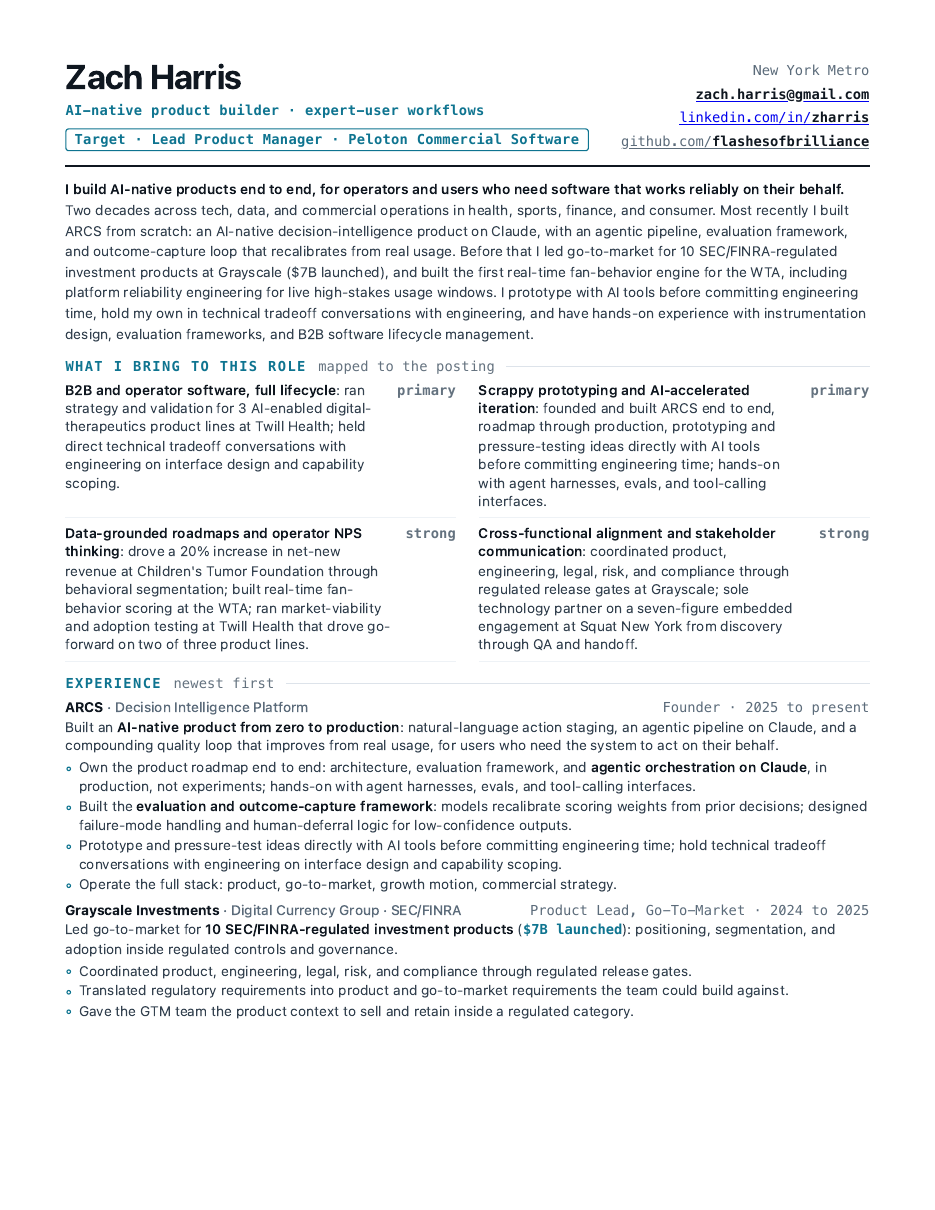 Zach Harris
AI-native product builder · expert-user workflows
Target · Lead Product Manager · Peloton Commercial Software
New York Metro
zach.harris@gmail.com
linkedin.com/in/zharris
github.com/flashesofbrilliance
I build AI-native products end to end, for operators and users who need software that works reliably on their behalf.
Two decades across tech, data, and commercial operations in health, sports, finance, and consumer. Most recently I built
ARCS from scratch: an AI-native decision-intelligence product on Claude, with an agentic pipeline, evaluation framework,
and outcome-capture loop that recalibrates from real usage. Before that I led go-to-market for 10 SEC/FINRA-regulated
investment products at Grayscale ($7B launched), and built the first real-time fan-behavior engine for the WTA, including
platform reliability engineering for live high-stakes usage windows. I prototype with AI tools before committing engineering
time, hold my own in technical tradeoff conversations with engineering, and have hands-on experience with instrumentation
design, evaluation frameworks, and B2B software lifecycle management.
WHAT I BRING TO THIS ROLE mapped to the posting
B2B and operator software, full lifecycle: ran primary
strategy and validation for 3 AI-enabled digital-
therapeutics product lines at Twill Health; held
direct technical tradeoff conversations with
engineering on interface design and capability
scoping.
Scrappy prototyping and AI-accelerated primary
iteration: founded and built ARCS end to end,
roadmap through production, prototyping and
pressure-testing ideas directly with AI tools
before committing engineering time; hands-on
with agent harnesses, evals, and tool-calling
interfaces.
Data-grounded roadmaps and operator NPS strong
thinking: drove a 20% increase in net-new
revenue at Children's Tumor Foundation through
behavioral segmentation; built real-time fan-
behavior scoring at the WTA; ran market-viability
and adoption testing at Twill Health that drove go-
forward on two of three product lines.
Cross-functional alignment and stakeholder strong
communication: coordinated product,
engineering, legal, risk, and compliance through
regulated release gates at Grayscale; sole
technology partner on a seven-figure embedded
engagement at Squat New York from discovery
through QA and handoff.
EXPERIENCE newest first
ARCS · Decision Intelligence Platform Founder · 2025 to present
Built an AI-native product from zero to production: natural-language action staging, an agentic pipeline on Claude, and a
compounding quality loop that improves from real usage, for users who need the system to act on their behalf.
∘ Own the product roadmap end to end: architecture, evaluation framework, and agentic orchestration on Claude, in
production, not experiments; hands-on with agent harnesses, evals, and tool-calling interfaces.
∘ Built the evaluation and outcome-capture framework: models recalibrate scoring weights from prior decisions; designed
failure-mode handling and human-deferral logic for low-confidence outputs.
∘ Prototype and pressure-test ideas directly with AI tools before committing engineering time; hold technical tradeoff
conversations with engineering on interface design and capability scoping.
∘ Operate the full stack: product, go-to-market, growth motion, commercial strategy.
Grayscale Investments · Digital Currency Group · SEC/FINRA Product Lead, Go-To-Market · 2024 to 2025
Led go-to-market for 10 SEC/FINRA-regulated investment products ($7B launched): positioning, segmentation, and
adoption inside regulated controls and governance.
∘ Coordinated product, engineering, legal, risk, and compliance through regulated release gates.
∘ Translated regulatory requirements into product and go-to-market requirements the team could build against.
∘ Gave the GTM team the product context to sell and retain inside a regulated category.